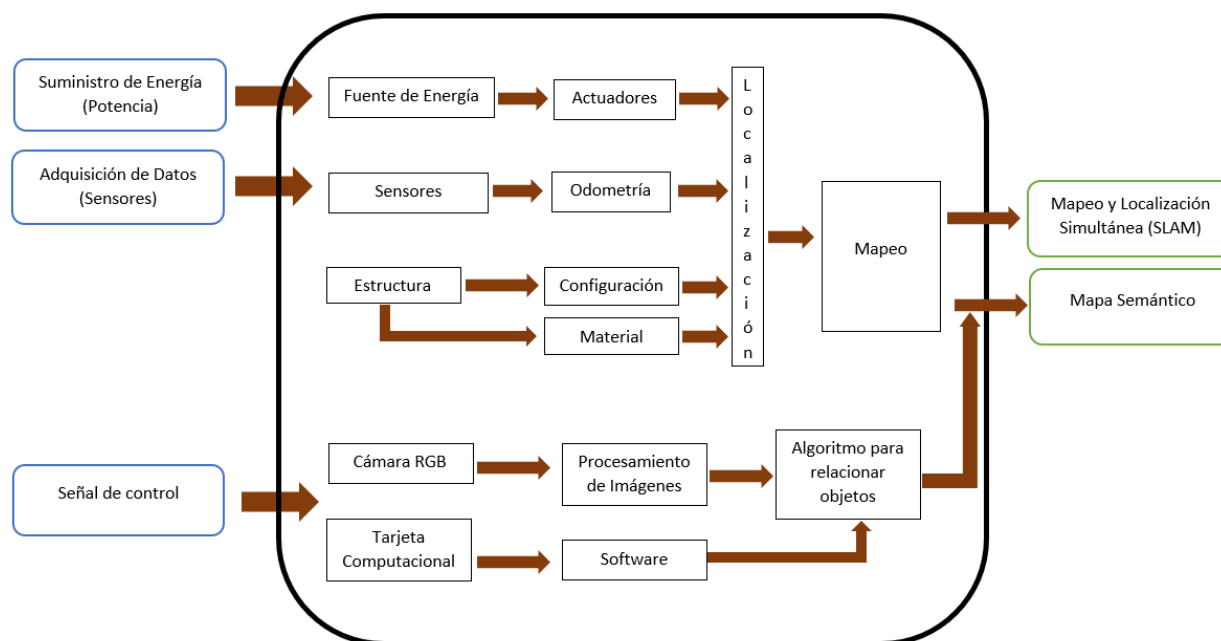 Suministro de Energía
(Potencia)
Fuente de Energía
Actuadores
Adquisición de Datos
(Sensores)
Sensores
Odometría
Estructura
Configuración
Material
Localización
Mapeo
Mapeo y Localización
Simultánea (SLAM)
Mapa Semántico
Señal de control
Cámara RGB
Procesamiento
de Imágenes
Algoritmo para
relacionar
objetos
Tarjeta
Computacional
Software